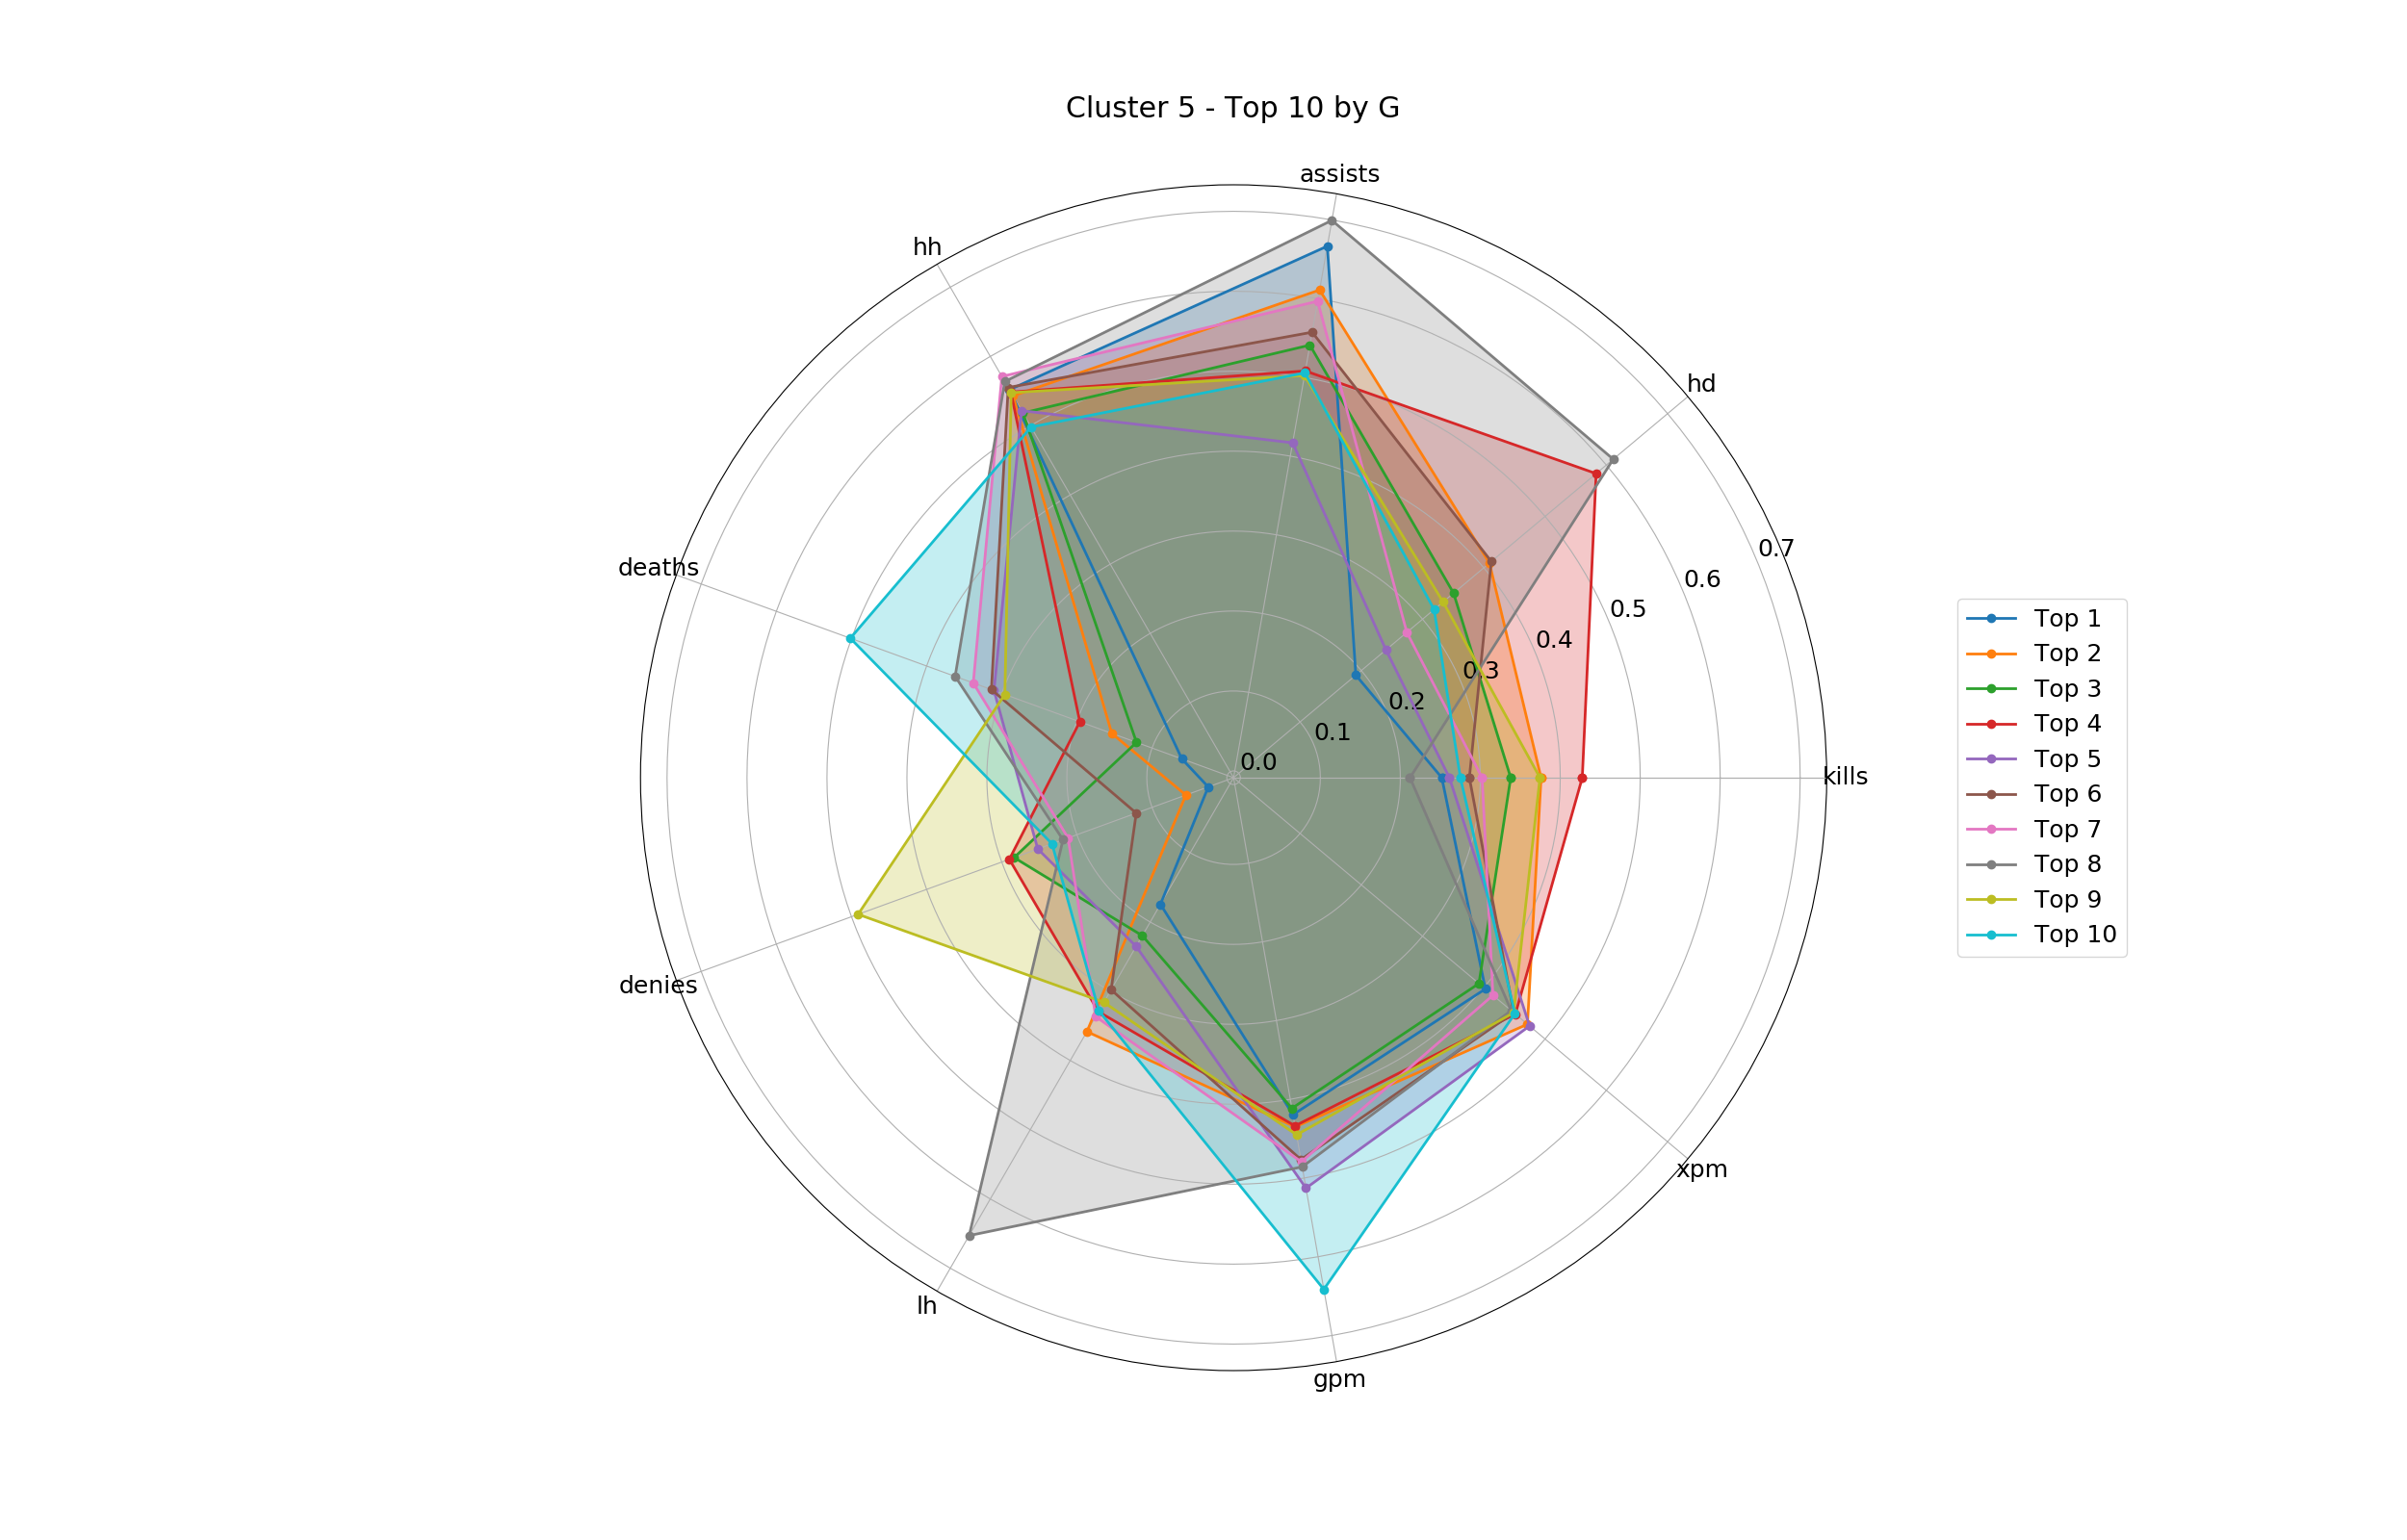 Cluster 5 - Top 10 by G
assists
hh
hd
deaths
0.7
0.6
0.5
0.4
0.3
0.2
0.1
0.0
kills
denies
xpm
lh
gpm
Top 1
Top 2
Top 3
Top 4
Top 5
Top 6
Top 7
Top 8
Top 9
Top 10